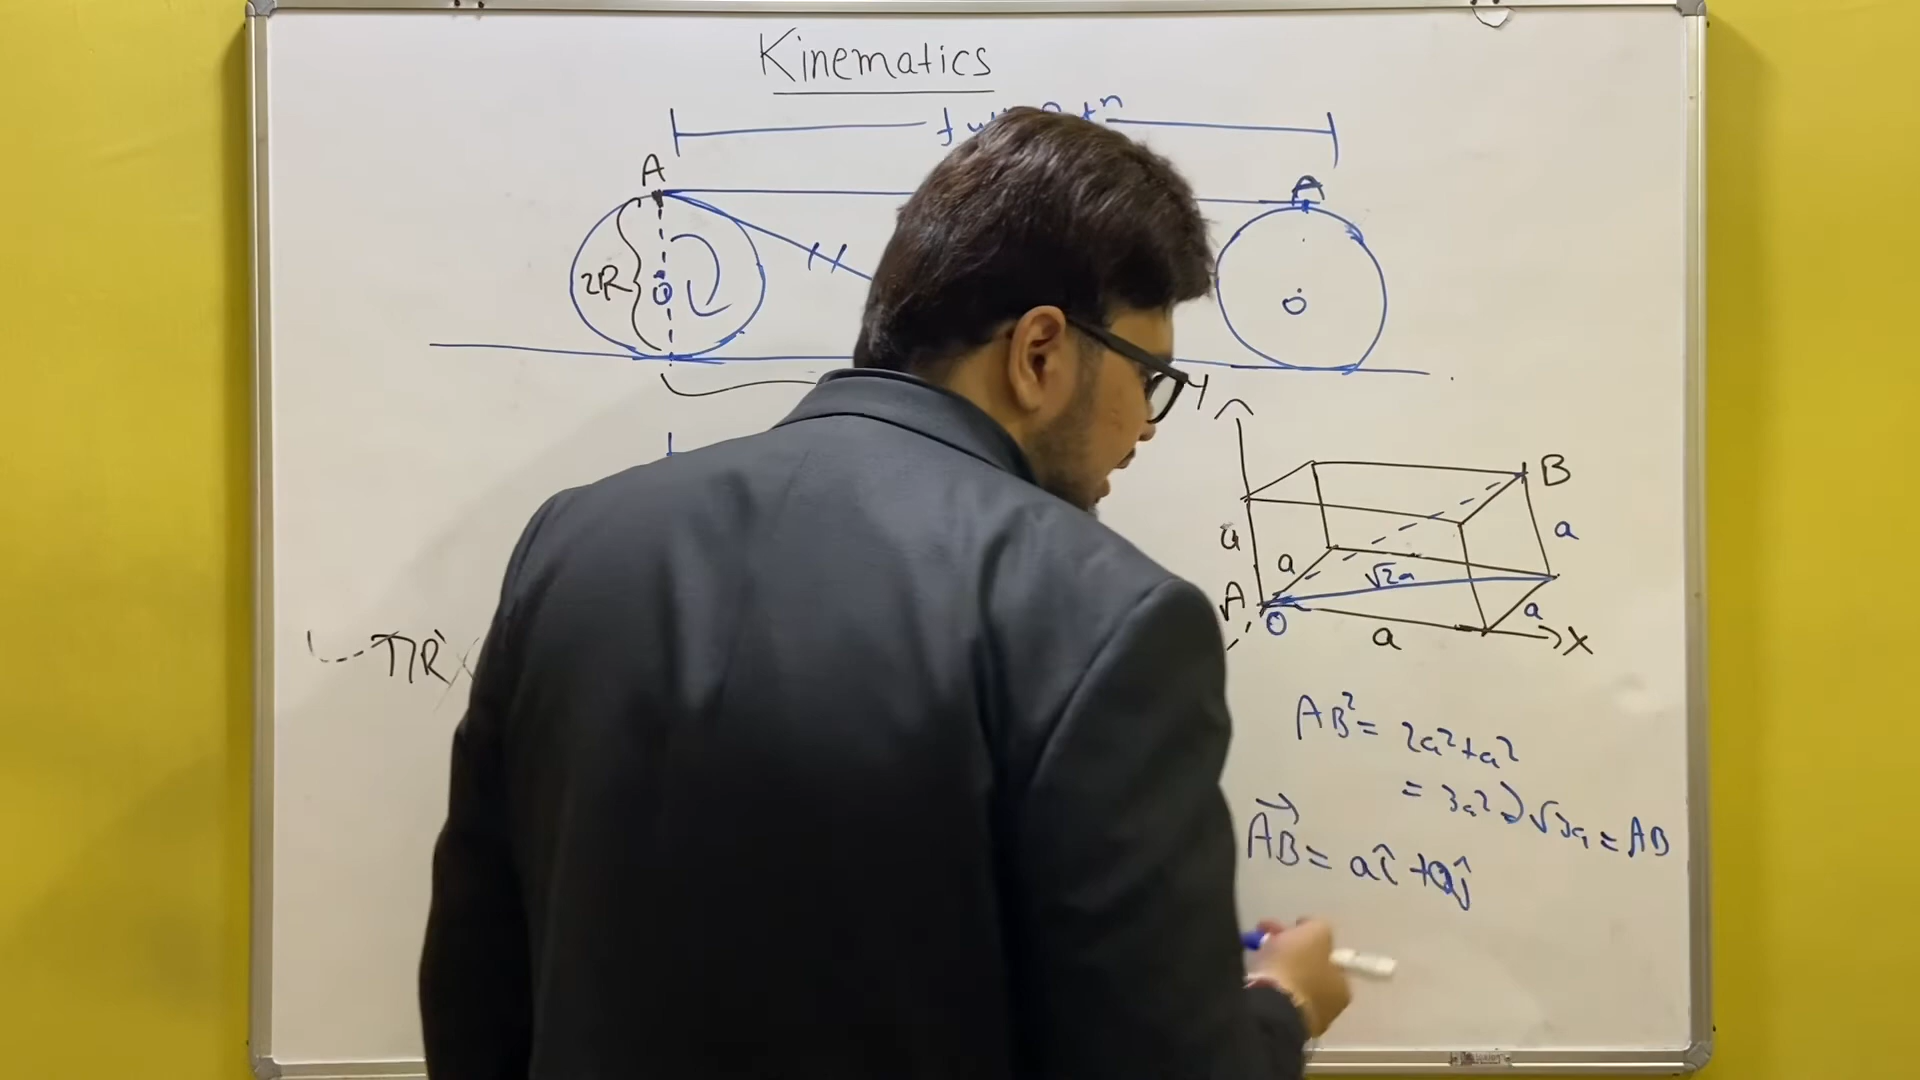 Kinematics
A
A
2R
O
O
Y
B
a
a
a
√2a
A
O
a
a
X
πR
AB² = 2a²+a²
= 3a² ⇒ √3a = AB
AB→ = aî + aĵ